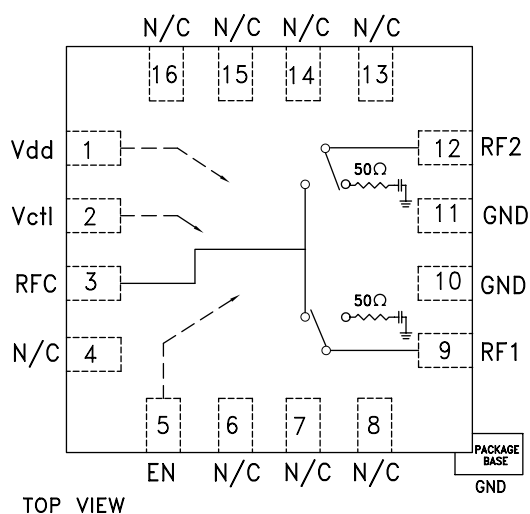 N/C N/C N/C N/C
16 15 14 13
Vdd 1
12 RF2
50Ω
Vctl 2
11 GND
RFC 3
10 GND
50Ω
N/C 4
9 RF1
5 6 7 8
EN N/C N/C N/C
PACKAGE
BASE
GND
TOP VIEW